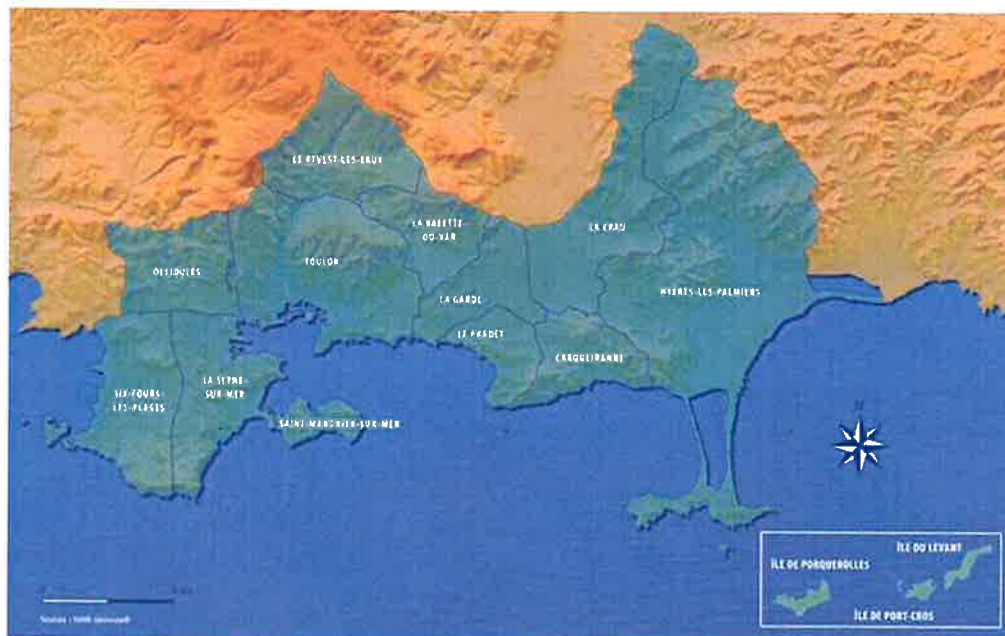 LE REVEST-LES-EAUX
LA VALETTE-
DU-VAR
LA CRAU
OLLIOULES
TOULON
HYÈRES-LES-PALMIERS
LA GARDE
LE PRADET
CARQUEIRANNE
LA SEYNE-
SUR-MER
SIX-FOURS-
LES-PLAGES
SAINT-MANDRIER-SUR-MER
N
ÎLE DU LEVANT
ÎLE DE PORQUEROLLES
ÎLE DE PORT-CROS